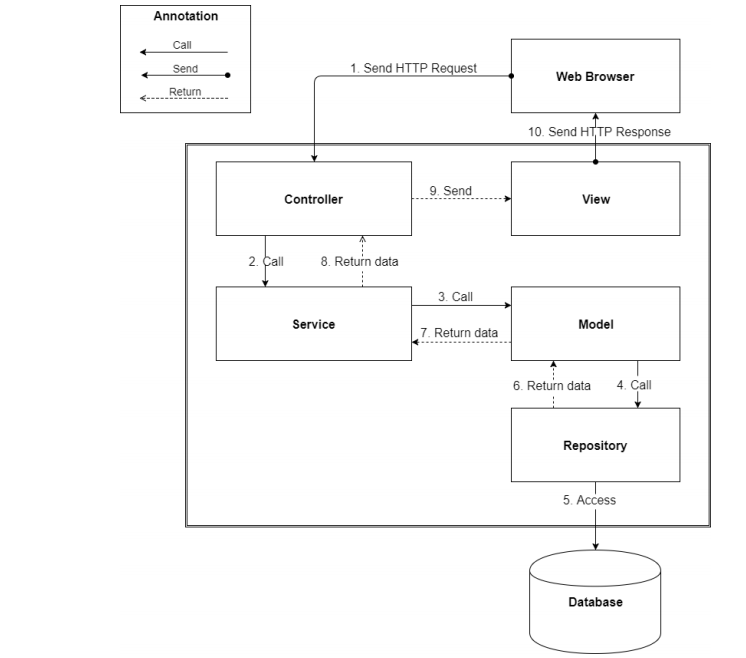 Annotation
Call
Send
Return
1. Send HTTP Request
Web Browser
10. Send HTTP Response
Controller
9. Send
View
2. Call
8. Return data
Service
3. Call
7. Return data
Model
6. Return data
4. Call
Repository
5. Access
Database